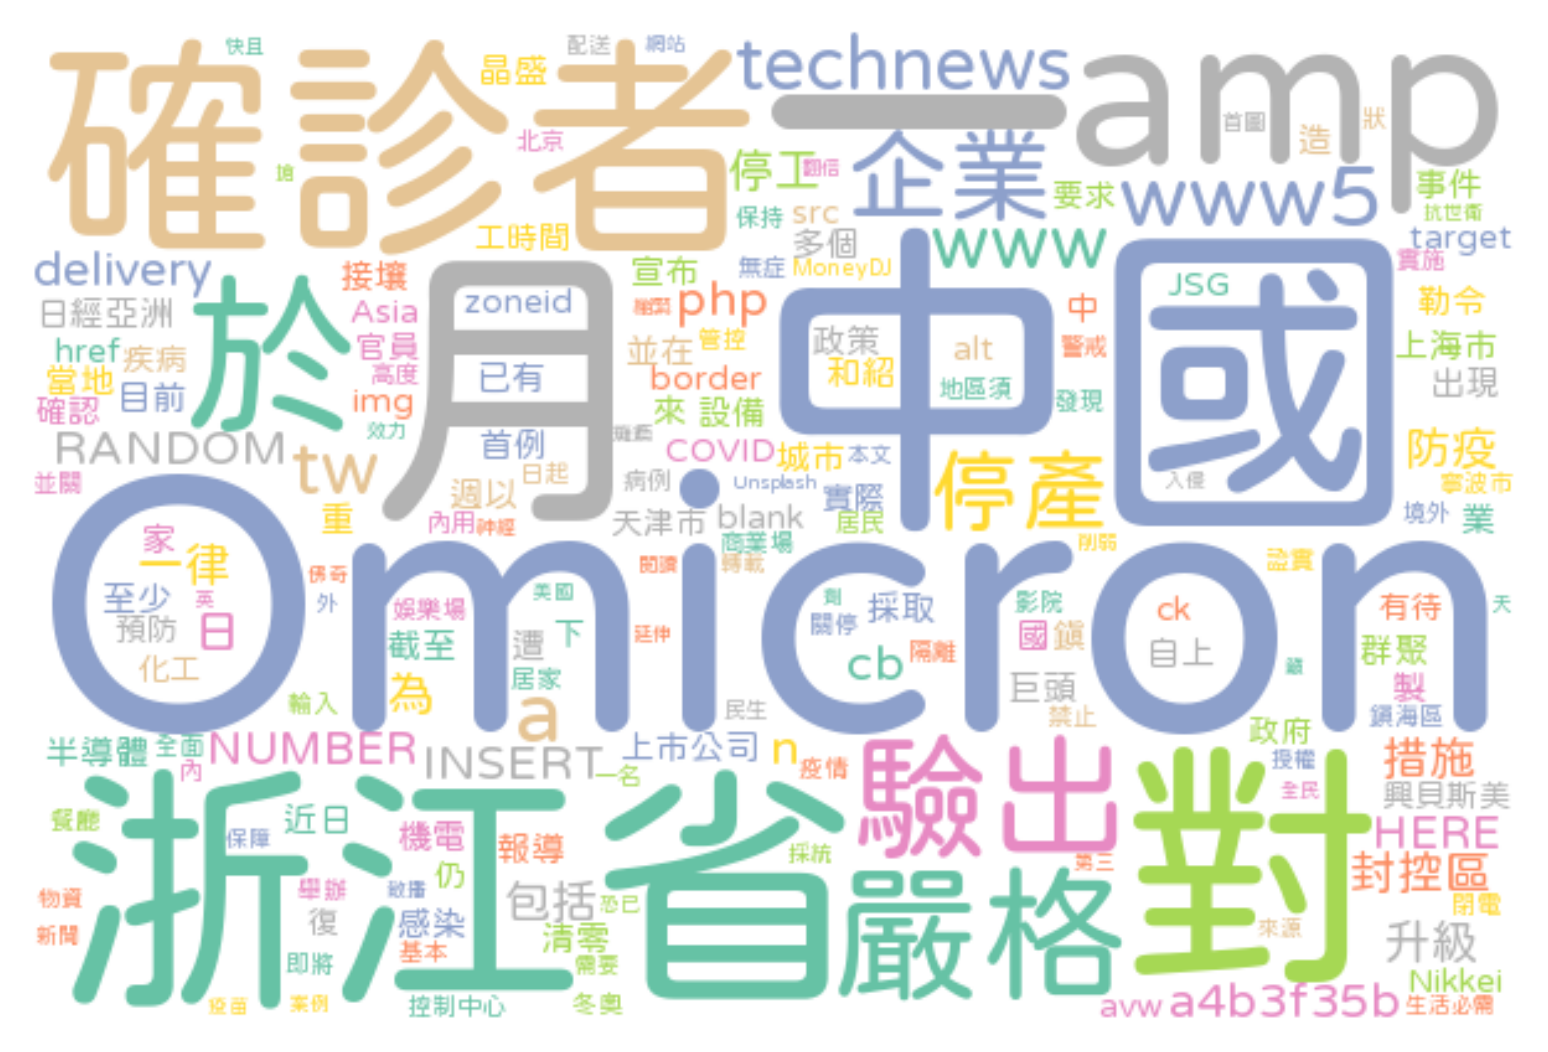 快且
配送
網站
確診者
晶盛
technews
amp
一
北京
首圖
造
狀
停工
企業
要求
www5
事件
抗世衛
保持
src
工時間
多個
www
target
delivery
接壤
宣布
無症
MoneyDJ
實施
於
月
中國
JSG
日經亞洲
Asia
zoneid
php
中
勒令
href
疾病
官員
並在
管控
政策
alt
警戒
上海市
當地
目前
高度
已有
border
和紹
地區須
發現
出現
確認
img
來
設備
效力
RANDOM
tw
首例
COVID
城市
本文
停產
防疫
並關
日起
週以
病例
Unsplash
實際
入侵
寧波市
重
內用
神經
天津市
blank
居民
境外
業
商業場
削弱
Omicron
家
一律
佛奇
閱讀
轉載
證實
至少
英
外
娛樂場
美國
劑
採取
影院
ck
有待
天
預防
日
截至
遭
下
延伸
關停
國
鎮
自上
群聚
化工
居家
cb
隔離
巨頭
製
輸入
為
a
民生
禁止
鎮海區
半導體
全面
內
NUMBER
INSERT
一名
上市公司
n
疫情
驗出
政府
授權
措施
浙江省
對
全民
興貝斯美
餐廳
保障
近日
機電
報導
採統
HERE
第三
仍
嚴格
封控區
物資
舉辦
包括
恐已
閉電
新聞
復
感染
清零
來源
升級
即將
基本
需要
Nikkei
疫苗
案例
控制中心
冬奧
avw
a4b3f35b
生活必需